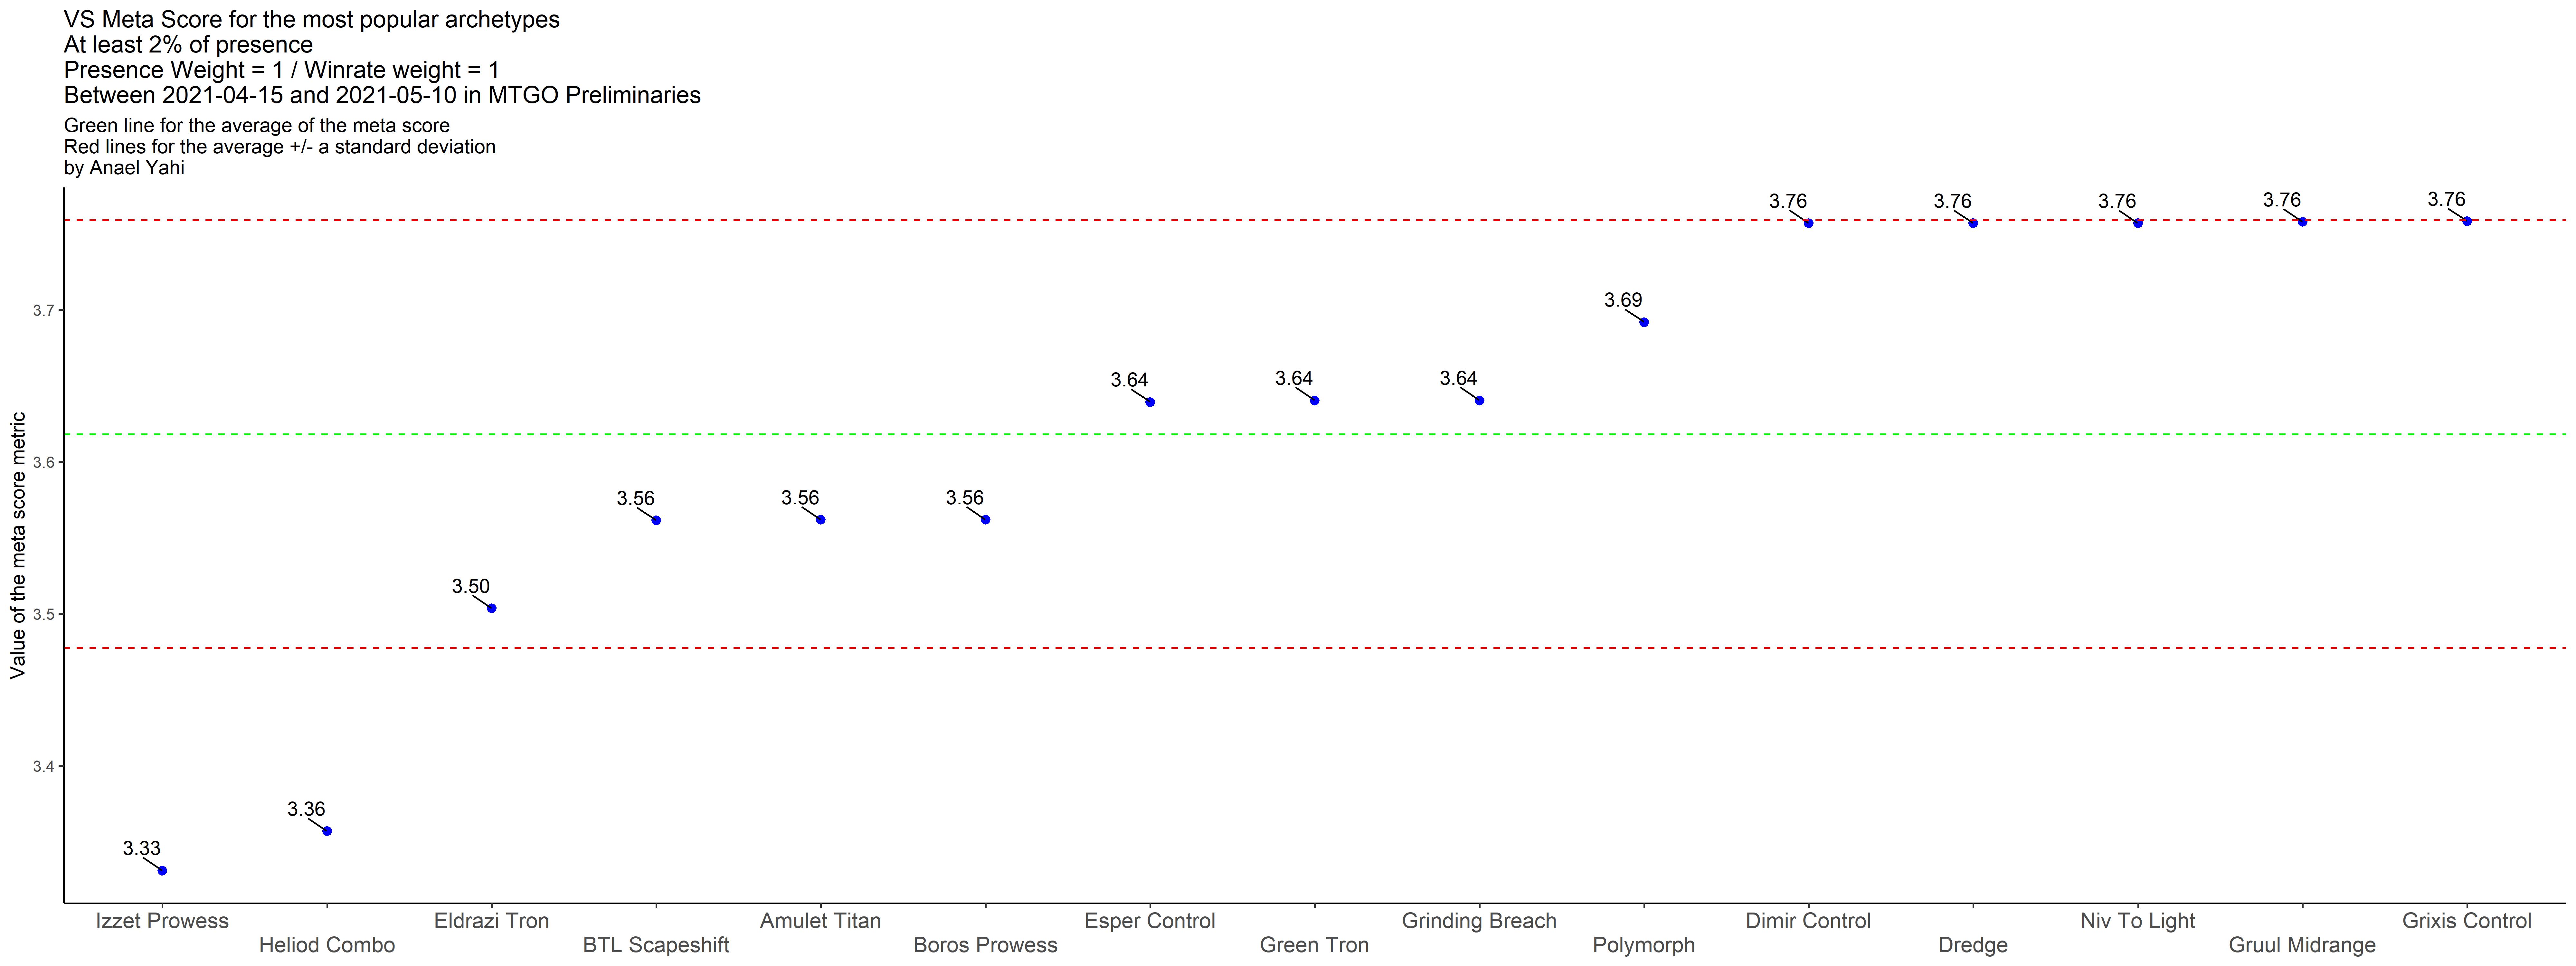 VS Meta Score for the most popular archetypes
At least 2% of presence
Presence Weight = 1 / Winrate weight = 1
Between 2021-04-15 and 2021-05-10 in MTGO Preliminaries
Green line for the average of the meta score
Red lines for the average +/- a standard deviation
by Anael Yahi
Value of the meta score metric
3.7
3.6
3.5
3.4
3.33
3.36
3.50
3.56
3.56
3.56
3.64
3.64
3.64
3.69
3.76
3.76
3.76
3.76
3.76
Izzet Prowess
Heliod Combo
Eldrazi Tron
BTL Scapeshift
Amulet Titan
Boros Prowess
Esper Control
Green Tron
Grinding Breach
Polymorph
Dimir Control
Dredge
Niv To Light
Gruul Midrange
Grixis Control